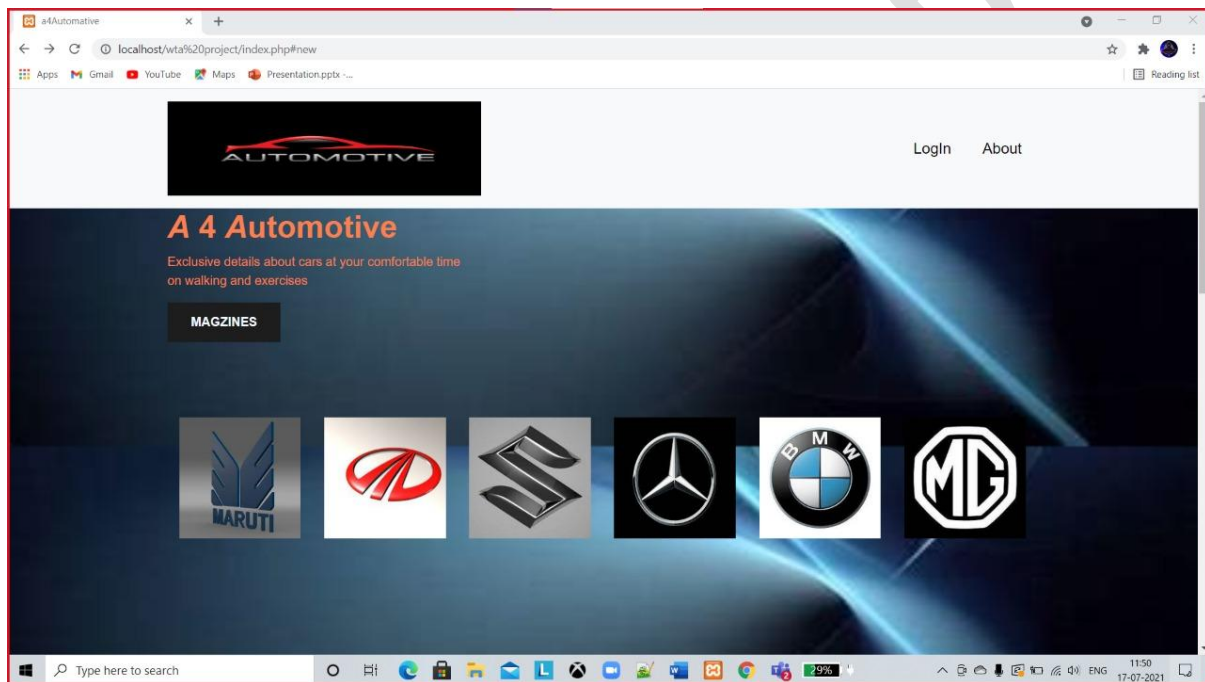 a4Automative
localhost/wta%20project/index.php#new
Apps Gmail YouTube Maps Presentation.pptx -... Reading list
AUTOMOTIVE
LogIn About
A 4 Automotive
Exclusive details about cars at your comfortable time
on walking and exercises
MAGZINES
MARUTI
BMW
MG
Type here to search
L
29%
ENG
11:50
17-07-2021